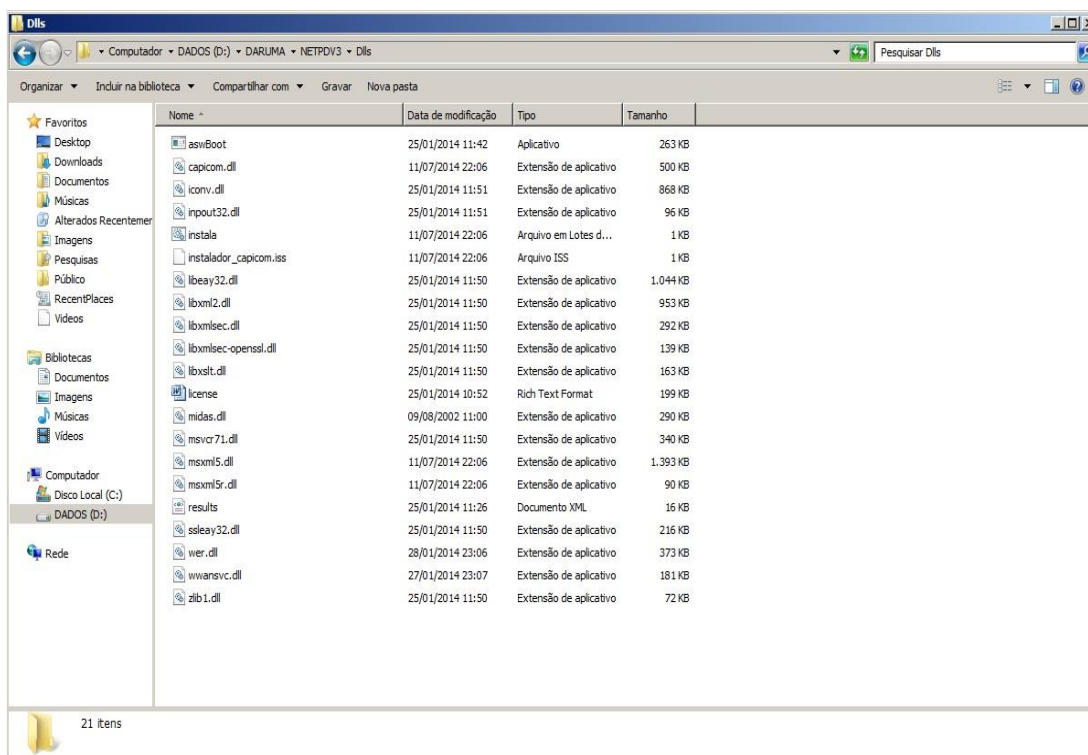 Dlls
Computador ▾ DADOS (D:) ▾ DARUMA ▾ NETPDV3 ▾ Dlls
Pesquisar Dlls
Organizar Incluir na biblioteca Compartilhar com Gravar Nova pasta
Favoritos
Desktop
Downloads
Documentos
Músicas
Alterados Recentemer
Imagens
Pesquisas
Público
RecentPlaces
Videos
Bibliotecas
Documentos
Imagens
Músicas
Vídeos
Computador
Disco Local (C:)
DADOS (D:)
Rede
Nome Data de modificação Tipo Tamanho
aswBoot 25/01/2014 11:42 Aplicativo 263 KB
capicom.dll 11/07/2014 22:06 Extensão de aplicativo 500 KB
iconv.dll 25/01/2014 11:51 Extensão de aplicativo 868 KB
inpout32.dll 25/01/2014 11:51 Extensão de aplicativo 96 KB
instala 11/07/2014 22:06 Arquivo em Lotes d... 1 KB
instalador_capicom.iss 11/07/2014 22:06 Arquivo ISS 1 KB
libeay32.dll 25/01/2014 11:50 Extensão de aplicativo 1.044 KB
libxml2.dll 25/01/2014 11:50 Extensão de aplicativo 953 KB
libxmlsec.dll 25/01/2014 11:50 Extensão de aplicativo 292 KB
libxmlsec-openssl.dll 25/01/2014 11:50 Extensão de aplicativo 139 KB
libxslt.dll 25/01/2014 11:50 Extensão de aplicativo 163 KB
license 25/01/2014 10:52 Rich Text Format 199 KB
midas.dll 09/08/2002 11:00 Extensão de aplicativo 290 KB
msvcr71.dll 25/01/2014 11:50 Extensão de aplicativo 340 KB
msxml5.dll 11/07/2014 22:06 Extensão de aplicativo 1.393 KB
msxml5r.dll 11/07/2014 22:06 Extensão de aplicativo 90 KB
results 25/01/2014 11:26 Documento XML 16 KB
ssleay32.dll 25/01/2014 11:50 Extensão de aplicativo 216 KB
wer.dll 28/01/2014 23:06 Extensão de aplicativo 373 KB
wwansvc.dll 27/01/2014 23:07 Extensão de aplicativo 181 KB
zlib1.dll 25/01/2014 11:50 Extensão de aplicativo 72 KB
21 itens